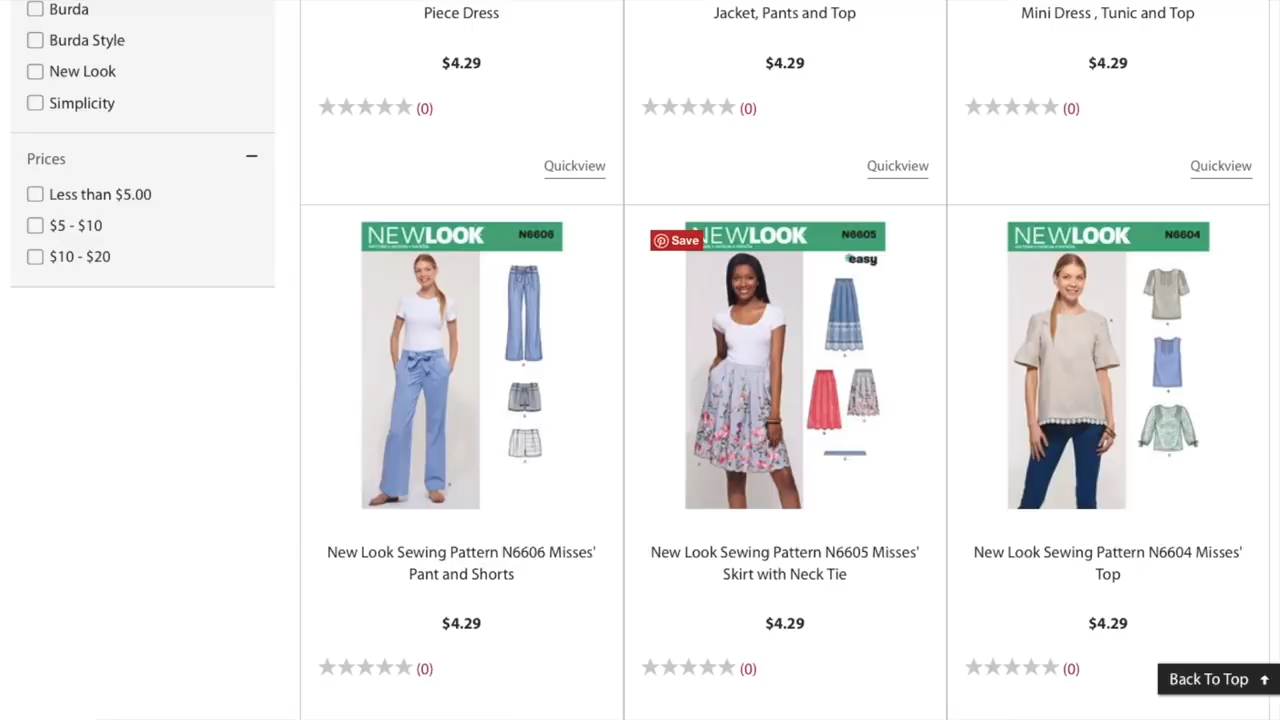 Burda
Burda Style
New Look
Simplicity
Prices
Less than $5.00
$5 - $10
$10 - $20
Piece Dress
$4.29
(0)
Quickview
Jacket, Pants and Top
$4.29
(0)
Quickview
Mini Dress , Tunic and Top
$4.29
(0)
Quickview
NEWLOOK N6606
New Look Sewing Pattern N6606 Misses'
Pant and Shorts
$4.29
(0)
Save
NEWLOOK N6605
easy
New Look Sewing Pattern N6605 Misses'
Skirt with Neck Tie
$4.29
(0)
NEWLOOK N6604
New Look Sewing Pattern N6604 Misses'
Top
$4.29
(0)
Back To Top